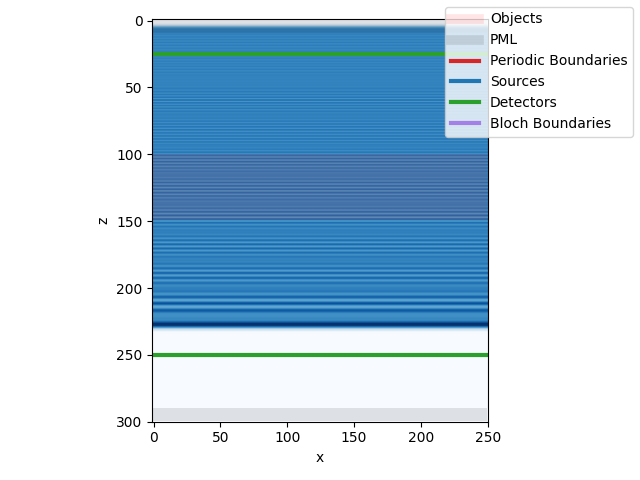 Objects
PML
Periodic Boundaries
Sources
Detectors
Bloch Boundaries
0
50
100
150
200
250
300
z
0 50 100 150 200 250
x